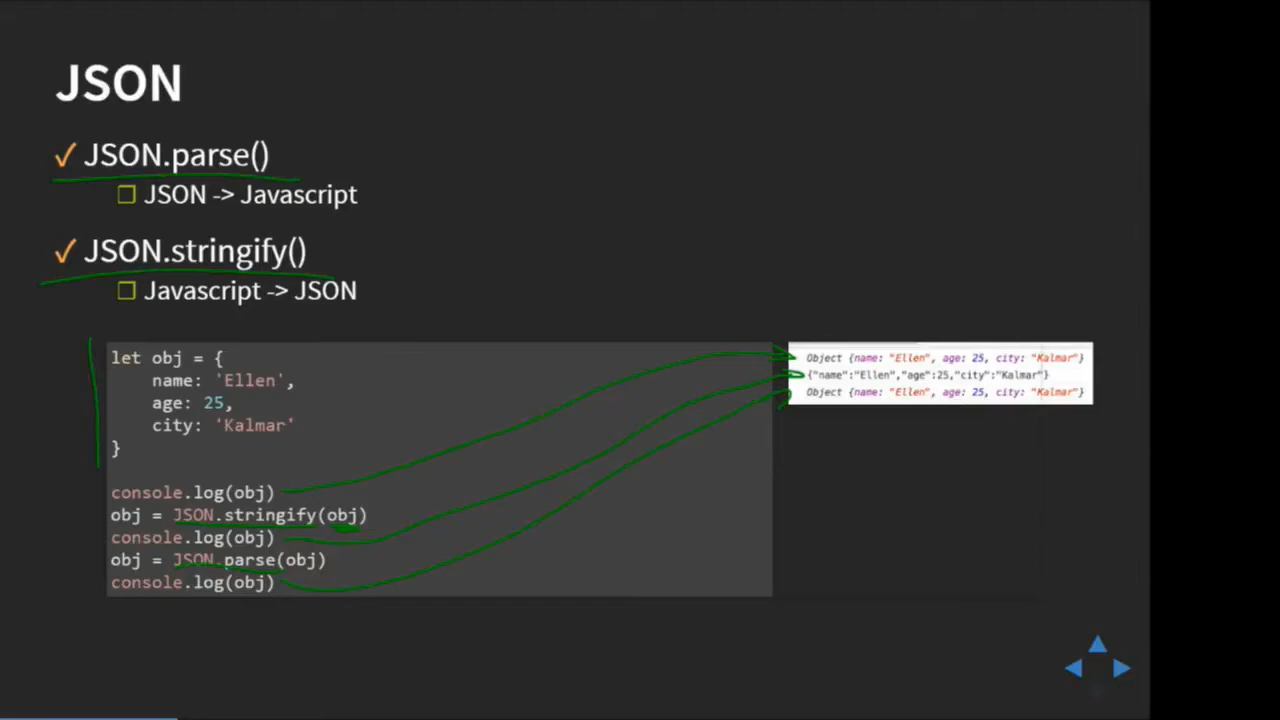 JSON
✓ JSON.parse()
❐ JSON -> Javascript
✓ JSON.stringify()
❐ Javascript -> JSON
let obj = {
    name: 'Ellen',
    age: 25,
    city: 'Kalmar'
}
console.log(obj)
obj = JSON.stringify(obj)
console.log(obj)
obj = JSON.parse(obj)
console.log(obj)
Object {name: "Ellen", age: 25, city: "Kalmar"}
{"name":"Ellen","age":25,"city":"Kalmar"}
Object {name: "Ellen", age: 25, city: "Kalmar"}